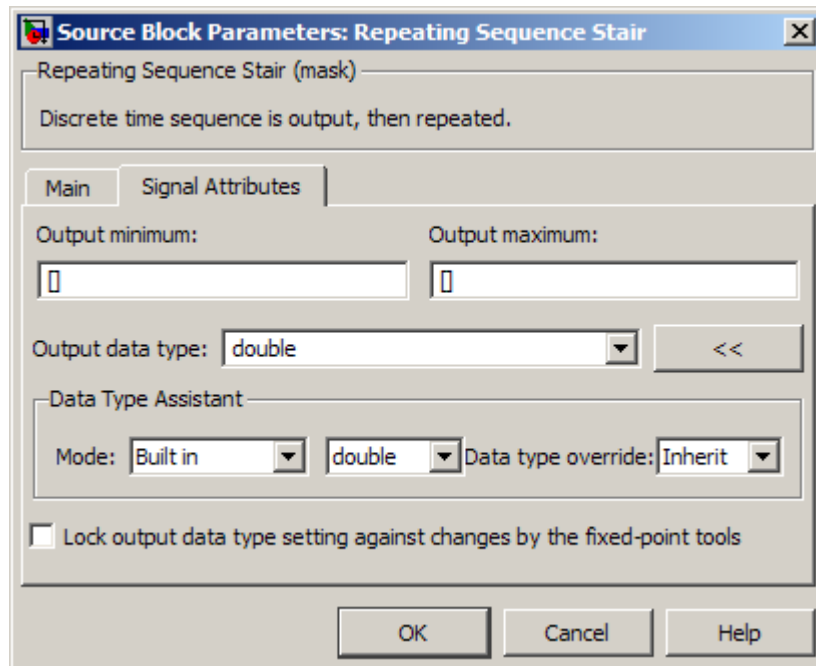 Source Block Parameters: Repeating Sequence Stair
Repeating Sequence Stair (mask)
Discrete time sequence is output, then repeated.
Main Signal Attributes
Output minimum: Output maximum:
[] []
Output data type: double <<
Data Type Assistant
Mode: Built in double Data type override: Inherit
Lock output data type setting against changes by the fixed-point tools
OK Cancel Help